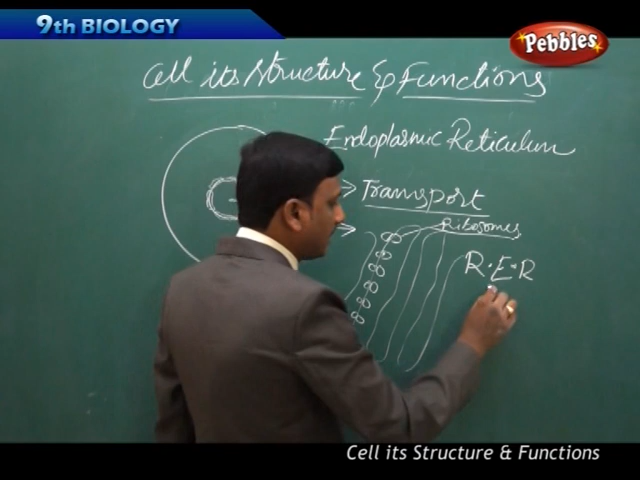 9th BIOLOGY
Pebbles
Cell its Structure & Functions
Endoplasmic Reticulum
Transport
Ribosomes
R.E.R
Cell its Structure & Functions